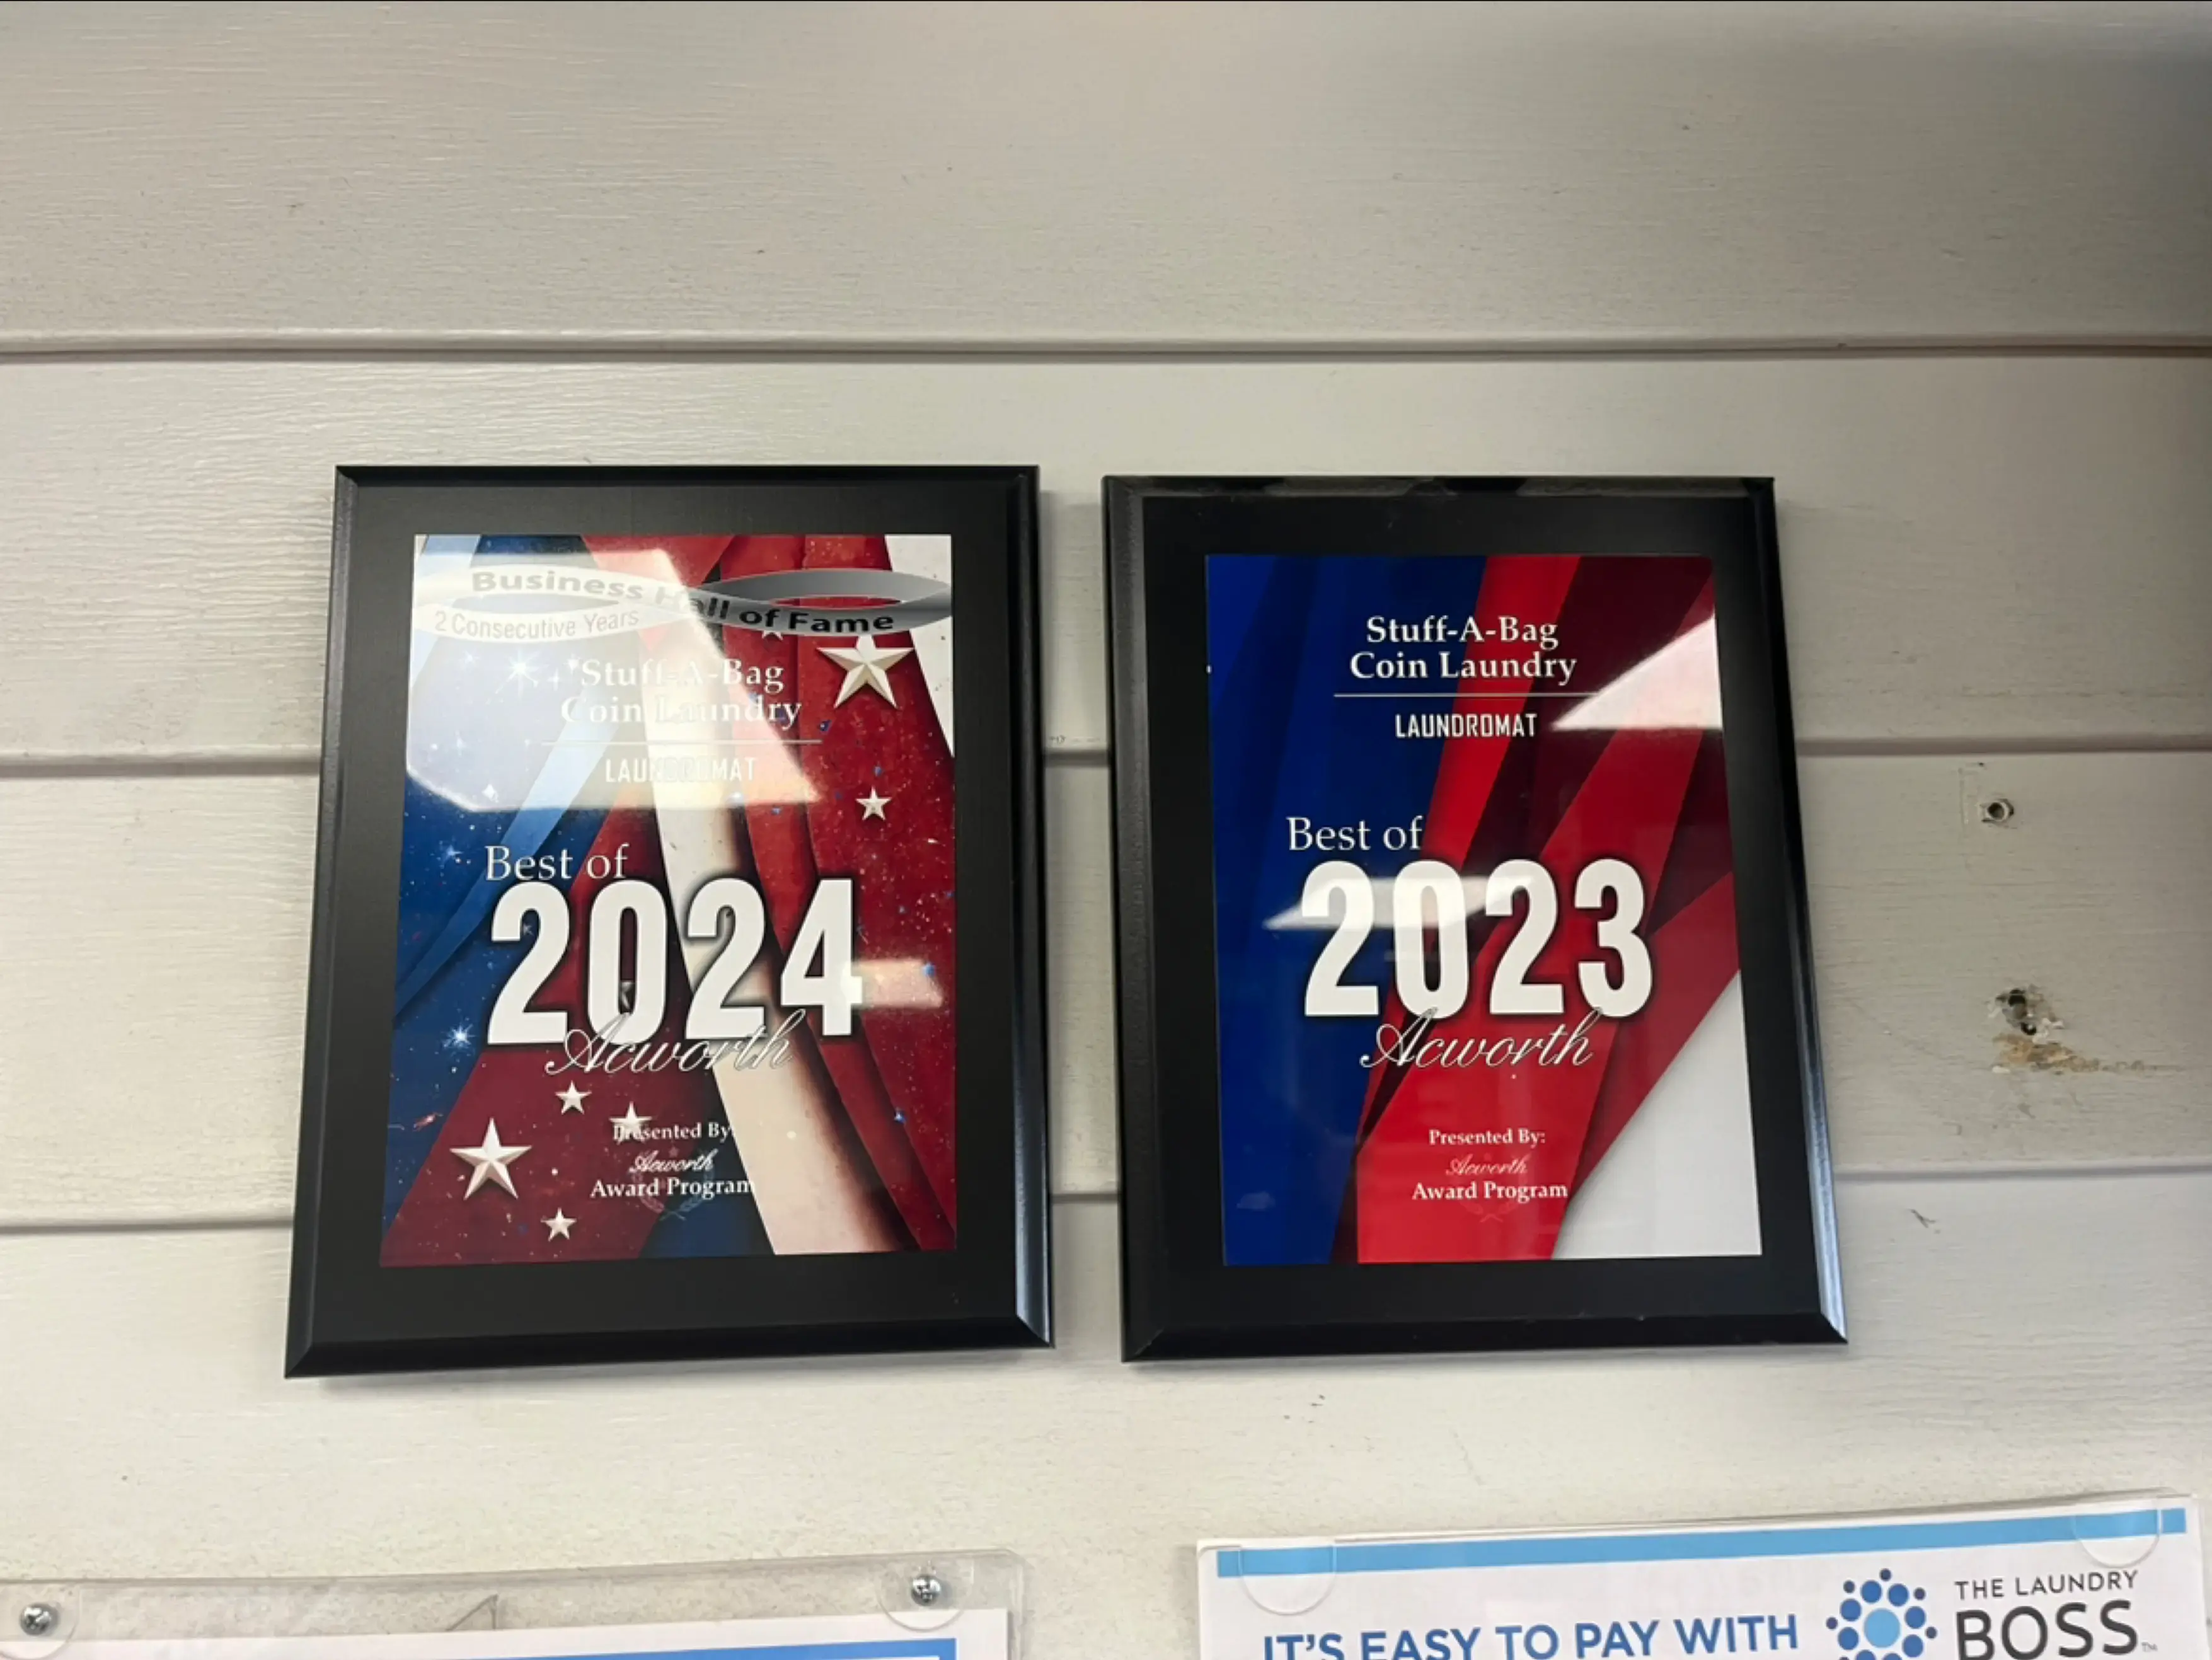 Business Hall of Fame
2 Consecutive Years
Stuff-A-Bag
Coin Laundry
LAUNDROMAT
Best of
2024
Acworth
Presented By:
Acworth
Award Program
Stuff-A-Bag
Coin Laundry
LAUNDROMAT
Best of
2023
Acworth
Presented By:
Acworth
Award Program
IT'S EASY TO PAY WITH
THE LAUNDRY
BOSS™